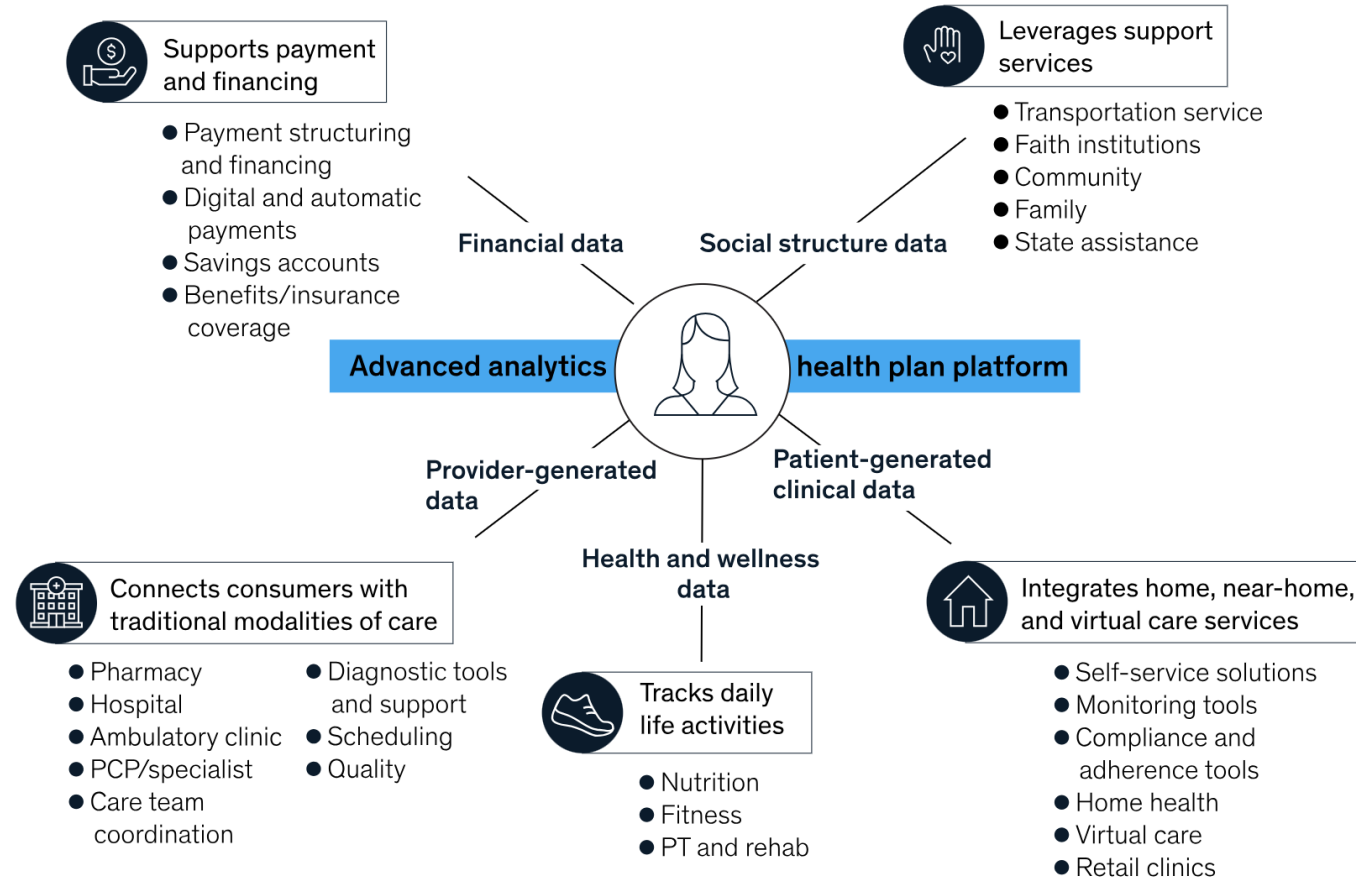 Supports payment
and financing
● Payment structuring
and financing
● Digital and automatic
payments
● Savings accounts
● Benefits/insurance
coverage
Leverages support
services
● Transportation service
● Faith institutions
● Community
● Family
● State assistance
Financial data
Social structure data
Advanced analytics
health plan platform
Provider-generated
data
Patient-generated
clinical data
Health and wellness
data
Connects consumers with
traditional modalities of care
● Pharmacy
● Hospital
● Ambulatory clinic
● PCP/specialist
● Care team
coordination
● Diagnostic tools
and support
● Scheduling
● Quality
Tracks daily
life activities
● Nutrition
● Fitness
● PT and rehab
Integrates home, near-home,
and virtual care services
● Self-service solutions
● Monitoring tools
● Compliance and
adherence tools
● Home health
● Virtual care
● Retail clinics